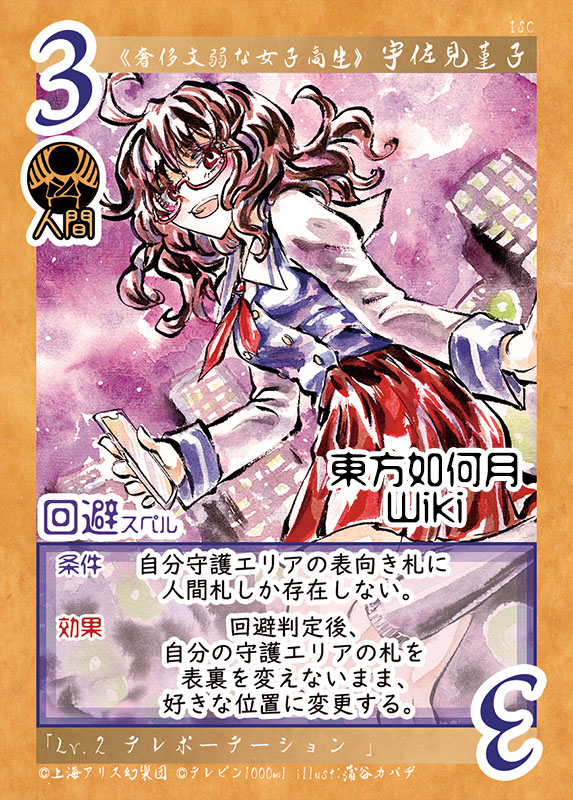 1SC
3
《奢侈文弱な女子高生》 宇佐見菫子
人間
東方如何月
Wiki
回避スペル
条件 自分守護エリアの表向き札に
人間札しか存在しない。
効果 回避判定後、
自分の守護エリアの札を
表裏を変えないまま、
好きな位置に変更する。
3
「Lv.2 テレポーテーション 」
©上海アリス幻樂団 ©テレピン1000ml illust:蒲谷カバヂ